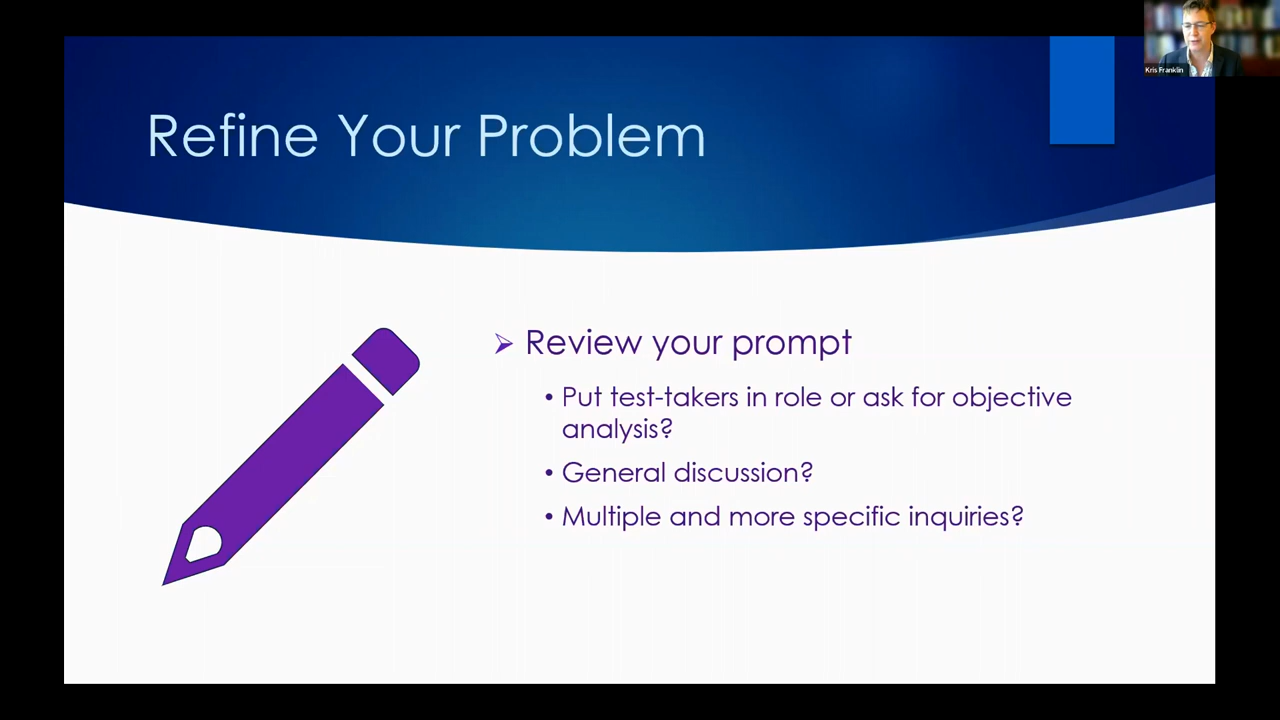 Kris Franklin
Refine Your Problem
➢ Review your prompt
• Put test-takers in role or ask for objective
analysis?
• General discussion?
• Multiple and more specific inquiries?